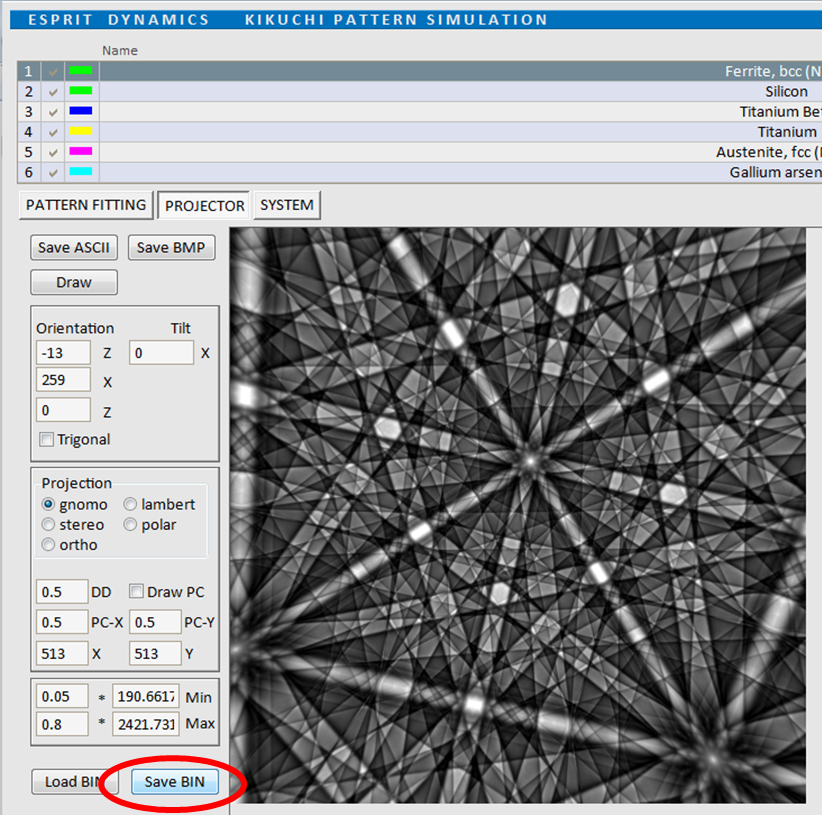 ESPRIT DYNAMICS KIKUCHI PATTERN SIMULATION
Name
1 Ferrite, bcc (N
2 Silicon
3 Titanium Bet
4 Titanium
5 Austenite, fcc (
6 Gallium arsen
PATTERN FITTING PROJECTOR SYSTEM
Save ASCII Save BMP
Draw
Orientation Tilt
-13 Z 0 X
259 X
0 Z
Trigonal
Projection
gnomo lambert
stereo polar
ortho
0.5 DD Draw PC
0.5 PC-X 0.5 PC-Y
513 X 513 Y
0.05 * 190.6617 Min
0.8 * 2421.731 Max
Load BIN Save BIN